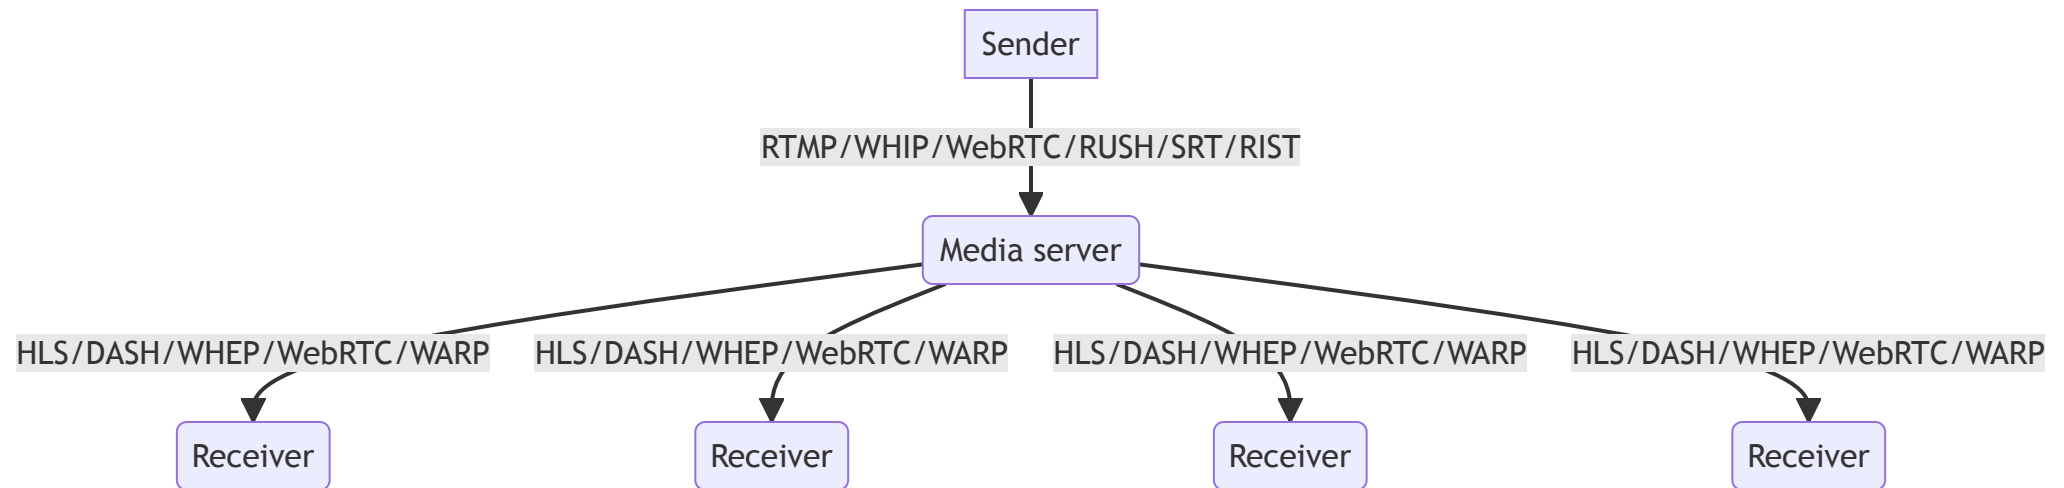 Sender
RTMP/WHIP/WebRTC/RUSH/SRT/RIST
Media server
HLS/DASH/WHEP/WebRTC/WARP
HLS/DASH/WHEP/WebRTC/WARP
HLS/DASH/WHEP/WebRTC/WARP
HLS/DASH/WHEP/WebRTC/WARP
Receiver
Receiver
Receiver
Receiver